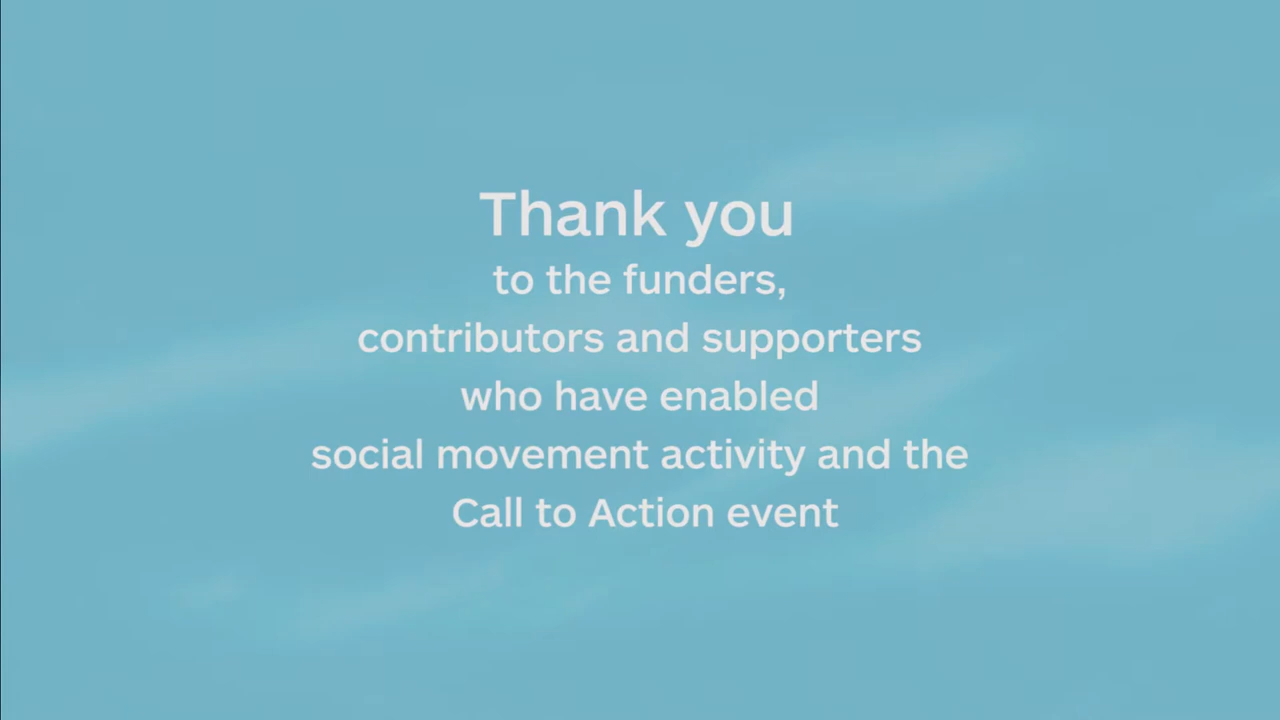 Thank you
to the funders,
contributors and supporters
who have enabled
social movement activity and the
Call to Action event